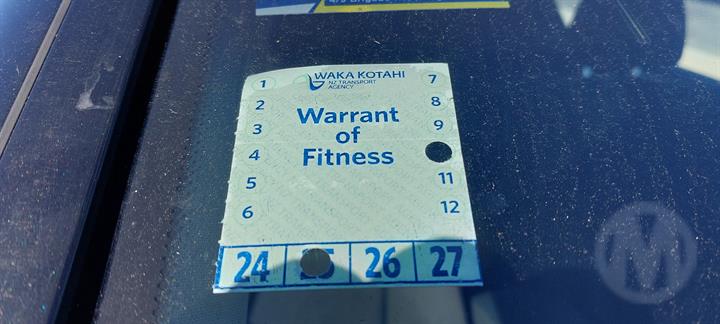 WAKA KOTAHI
NZ TRANSPORT
AGENCY
Warrant
of
Fitness
1
2
3
4
5
6
7
8
9
11
12
24 26 27
M